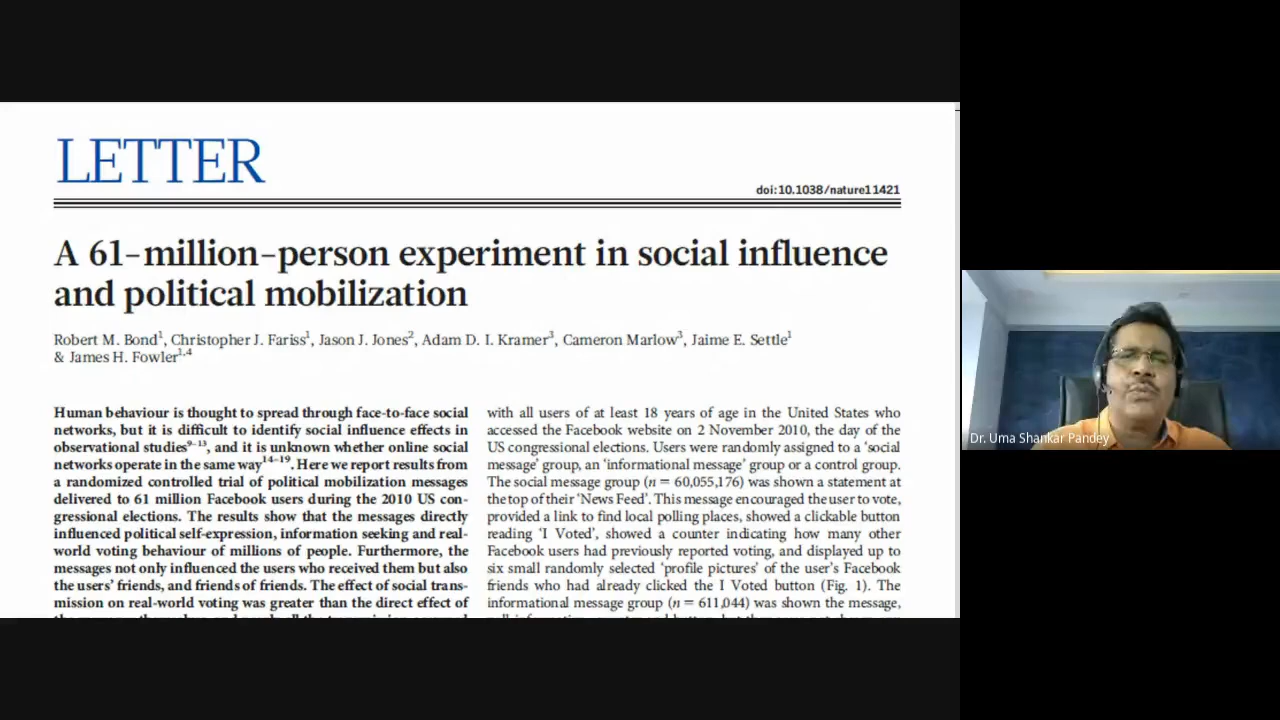 LETTER
doi:10.1038/nature11421
A 61-million-person experiment in social influence
and political mobilization
Robert M. Bond1, Christopher J. Fariss1, Jason J. Jones2, Adam D. I. Kramer3, Cameron Marlow3, Jaime E. Settle1
& James H. Fowler1,4
Human behaviour is thought to spread through face-to-face social
networks, but it is difficult to identify social influence effects in
observational studies9–13, and it is unknown whether online social
networks operate in the same way14–19. Here we report results from
a randomized controlled trial of political mobilization messages
delivered to 61 million Facebook users during the 2010 US con-
gressional elections. The results show that the messages directly
influenced political self-expression, information seeking and real-
world voting behaviour of millions of people. Furthermore, the
messages not only influenced the users who received them but also
the users' friends, and friends of friends. The effect of social trans-
mission on real-world voting was greater than the direct effect of
with all users of at least 18 years of age in the United States who
accessed the Facebook website on 2 November 2010, the day of the
US congressional elections. Users were randomly assigned to a 'social
message' group, an 'informational message' group or a control group.
The social message group (n = 60,055,176) was shown a statement at
the top of their 'News Feed'. This message encouraged the user to vote,
provided a link to find local polling places, showed a clickable button
reading 'I Voted', showed a counter indicating how many other
Facebook users had previously reported voting, and displayed up to
six small randomly selected 'profile pictures' of the user's Facebook
friends who had already clicked the I Voted button (Fig. 1). The
informational message group (n = 611,044) was shown the message,
Dr. Uma Shankar Pandey